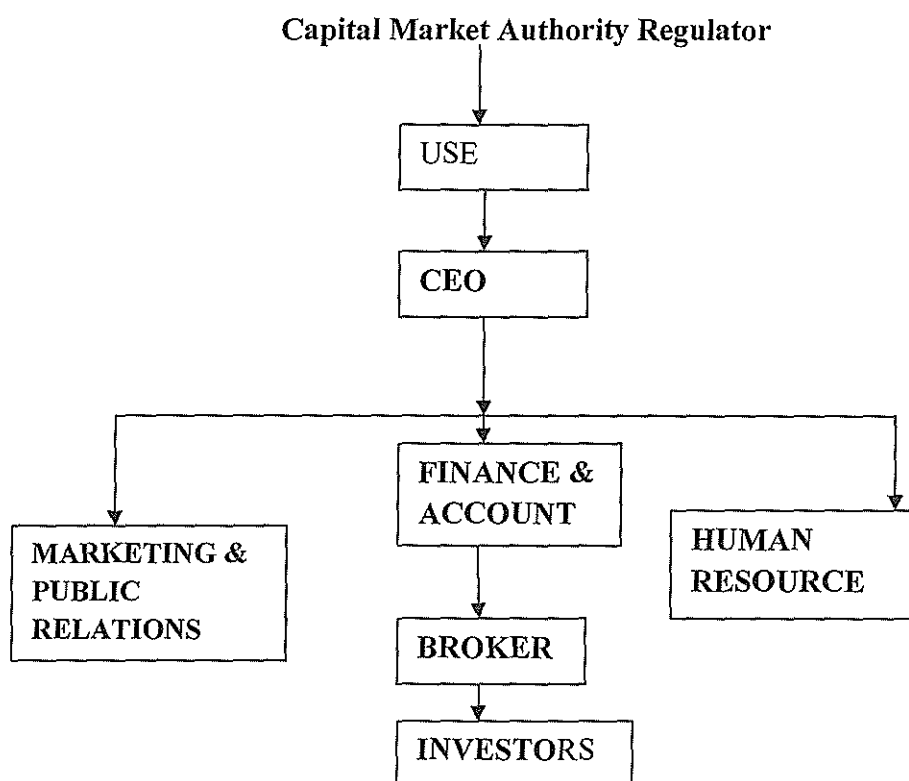 Capital Market Authority Regulator
USE
CEO
FINANCE &
ACCOUNT
MARKETING &
PUBLIC
RELATIONS
HUMAN
RESOURCE
BROKER
INVESTORS